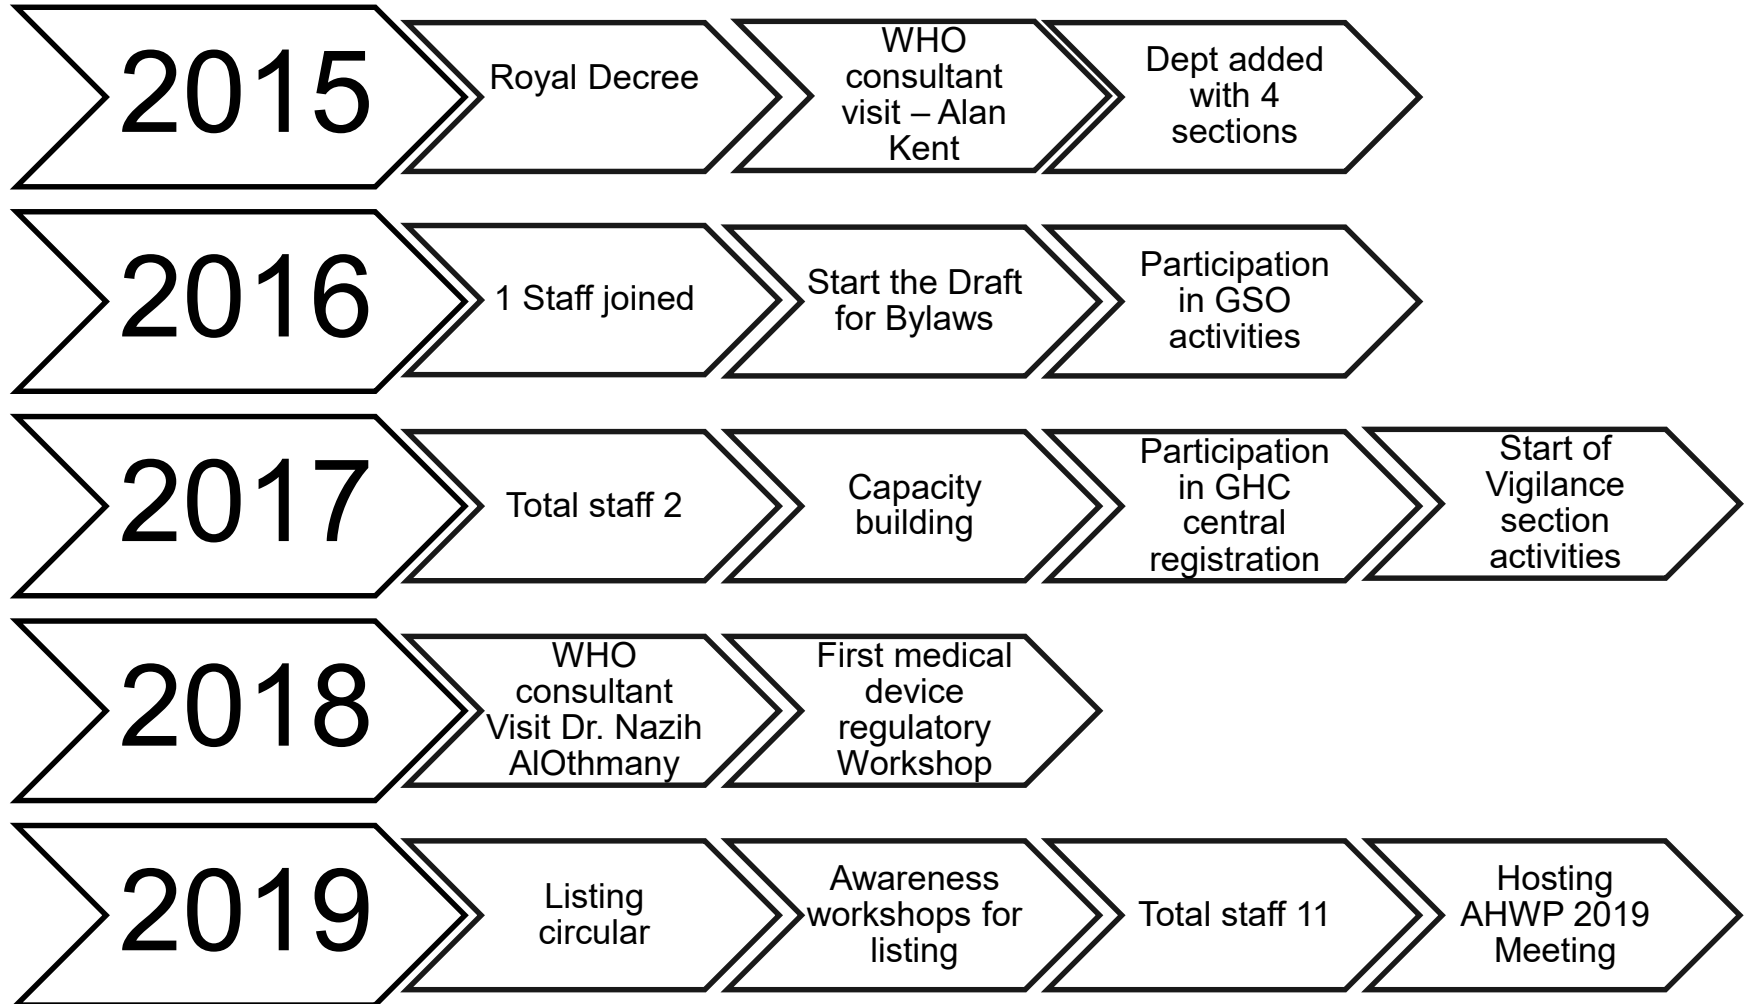 2015
Royal Decree
WHO
consultant
visit – Alan
Kent
Dept added
with 4
sections
2016
1 Staff joined
Start the Draft
for Bylaws
Participation
in GSO
activities
2017
Total staff 2
Capacity
building
Participation
in GHC
central
registration
Start of
Vigilance
section
activities
2018
WHO
consultant
Visit Dr. Nazih
AlOthmany
First medical
device
regulatory
Workshop
2019
Listing
circular
Awareness
workshops for
listing
Total staff 11
Hosting
AHWP 2019
Meeting